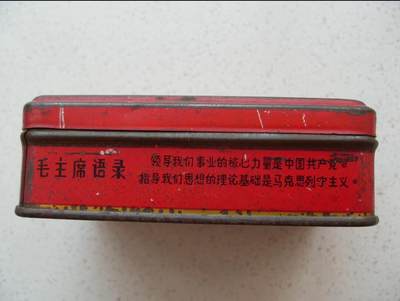 毛主席语录
领导我们事业的核心力量是中国共产党。
指导我们思想的理论基础是马克思列宁主义。